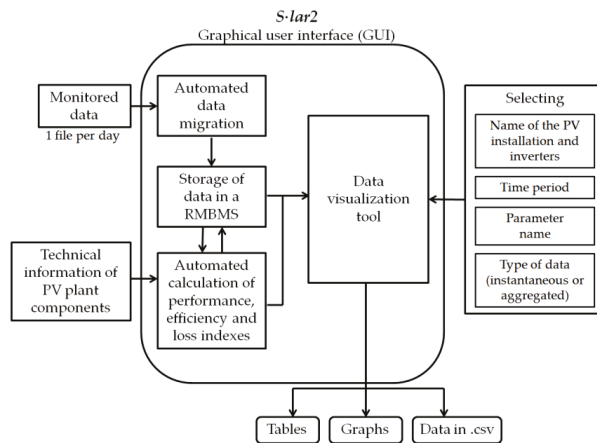 S·lar2
Graphical user interface (GUI)
Monitored
data
1 file per day
Automated
data
migration
Storage of
data in a
RMBMS
Technical
information of
PV plant
components
Automated
calculation of
performance,
efficiency and
loss indexes
Data
visualization
tool
Selecting
Name of the PV
installation and
inverters
Time period
Parameter
name
Type of data
(instantaneous or
aggregated)
Tables
Graphs
Data in .csv